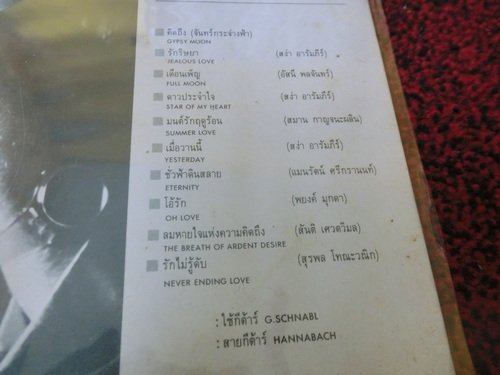 คิดถึง (จันทร์กระจ่างฟ้า)
GYPSY MOON
รักริษยา (สง่า อารัมภีร์)
JEALOUS LOVE
เดือนเพ็ญ (อัสนี พลจันทร์)
FULL MOON
ดาวประจำใจ (สง่า อารัมภีร์)
STAR OF MY HEART
มนต์รักฤดูร้อน (สมาน กาญจนะผลิน)
SUMMER LOVE
เมื่อวานนี้ (สง่า อารัมภีร์)
YESTERDAY
ชั่วฟ้าดินสลาย (แมนรัตน์ ศรีกรานนท์)
ETERNITY
โอ้รัก (พยงค์ มุกดา)
OH LOVE
ลมหายใจแห่งความคิดถึง (สันติ เศวตวิมล)
THE BREATH OF ARDENT DESIRE
รักไม่รู้ดับ (สุรพล โทณะวณิก)
NEVER ENDING LOVE
: ใช้กีต้าร์ G.SCHNABL
: สายกีต้าร์ HANNABACH